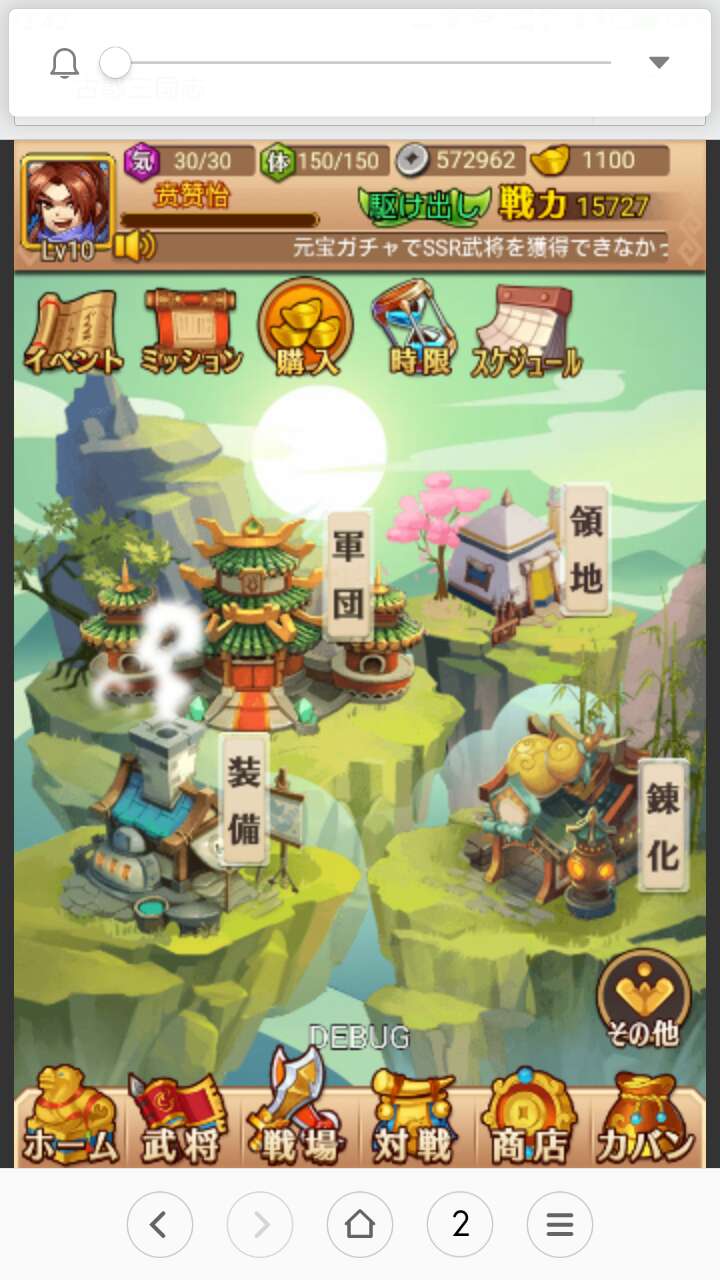 気 30/30 体 150/150 572962 1100
贲赞怡 駆け出し 戦力 15727
Lv10 元宝ガチャでSSR武将を獲得できなかっ
イベント ミッション 購入 時限 スケジュール
軍団
領地
装備
錬化
その他
DEBUG
ホーム 武将 戦場 対戦 商店 カバン
2